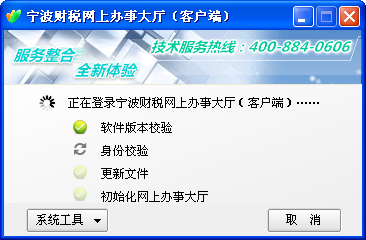 宁波财税网上办事大厅（客户端）
技术服务热线：400-884-0606
服务整合
全新体验
正在登录宁波财税网上办事大厅（客户端）······
软件版本校验
身份校验
更新文件
初始化网上办事大厅
系统工具
取 消